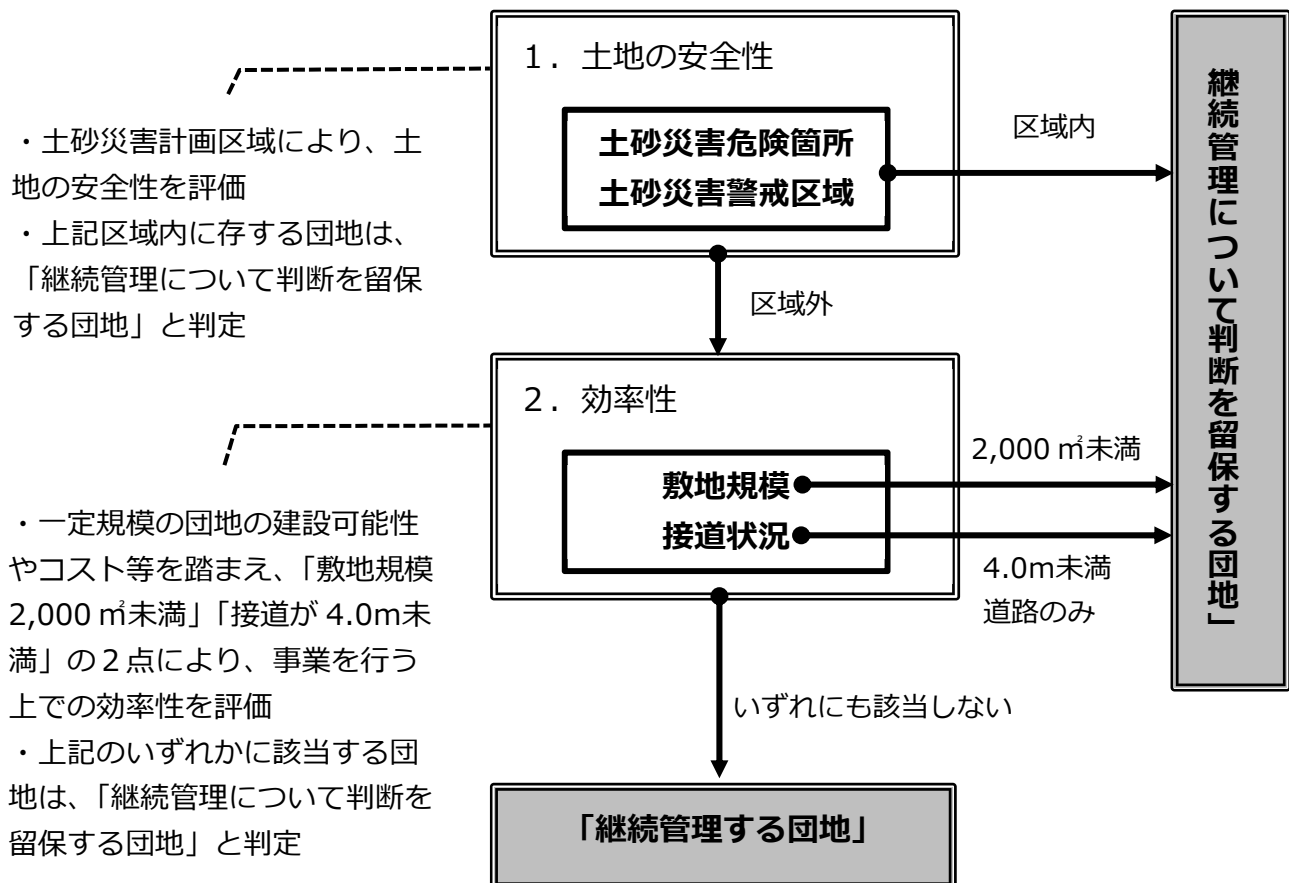 1．土地の安全性
土砂災害危険箇所
土砂災害警戒区域
区域内
・土砂災害計画区域により、土
地の安全性を評価
・上記区域内に存する団地は、
「継続管理について判断を留保
する団地」と判定
区域外
2．効率性
敷地規模
接道状況
2,000 ㎡未満
4.0m未満
道路のみ
・一定規模の団地の建設可能性
やコスト等を踏まえ、「敷地規模
2,000 ㎡未満」「接道が 4.0m未
満」の２点により、事業を行う
上での効率性を評価
・上記のいずれかに該当する団
地は、「継続管理について判断を
留保する団地」と判定
いずれにも該当しない
「継続管理する団地」
継続管理について判断を留保する団地」